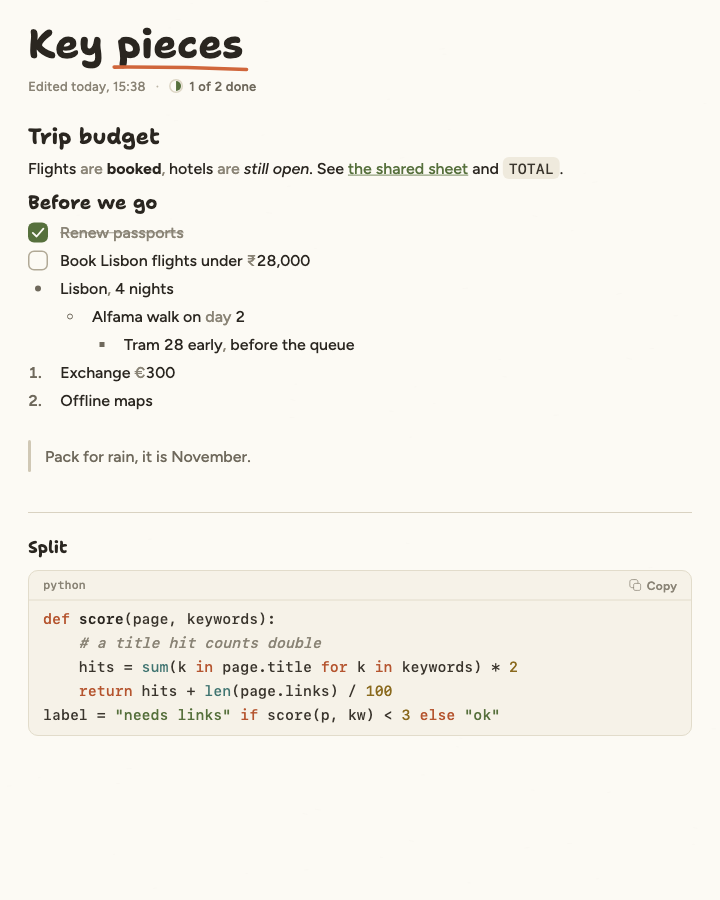 Key pieces
Edited today, 15:38 · 1 of 2 done
Trip budget
Flights are booked, hotels are still open. See the shared sheet and TOTAL.
Before we go
Renew passports
Book Lisbon flights under ₹28,000
Lisbon, 4 nights
Alfama walk on day 2
Tram 28 early, before the queue
1. Exchange €300
2. Offline maps
Pack for rain, it is November.
Split
python Copy
def score(page, keywords):
    # a title hit counts double
    hits = sum(k in page.title for k in keywords) * 2
    return hits + len(page.links) / 100
label = "needs links" if score(p, kw) < 3 else "ok"